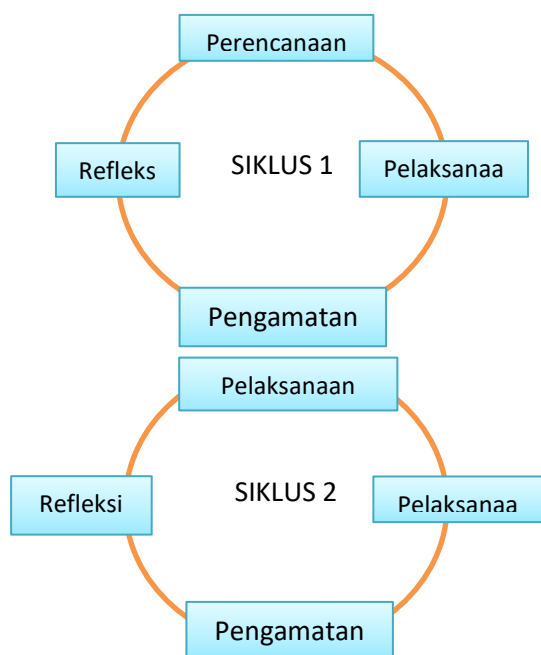 Perencanaan
Refleks
SIKLUS 1
Pelaksanaa
Pengamatan
Pelaksanaan
Refleksi
SIKLUS 2
Pelaksanaa
Pengamatan